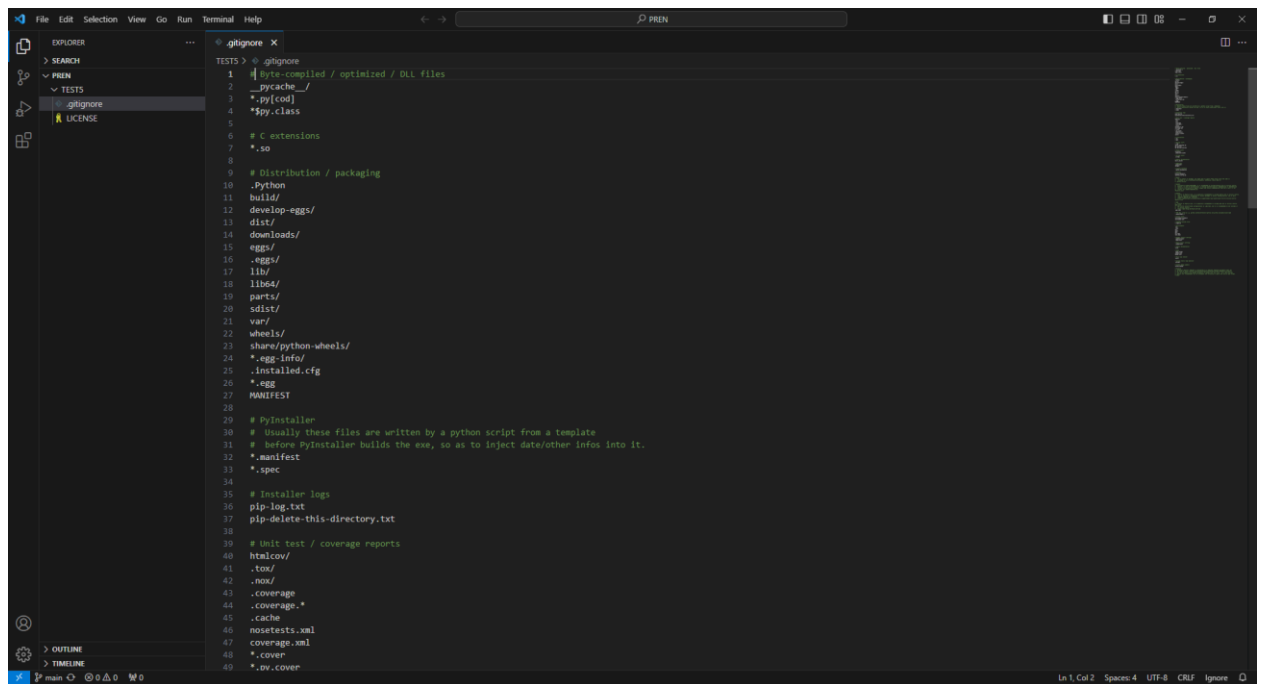 File Edit Selection View Go Run Terminal Help
PREN
EXPLORER
SEARCH
PREN
TEST5
.gitignore
LICENSE
OUTLINE
TIMELINE
.gitignore
TEST5 > .gitignore
1 # Byte-compiled / optimized / DLL files
2 __pycache__/
3 *.py[cod]
4 *$py.class
5
6 # C extensions
7 *.so
8
9 # Distribution / packaging
10 .Python
11 build/
12 develop-eggs/
13 dist/
14 downloads/
15 eggs/
16 .eggs/
17 lib/
18 lib64/
19 parts/
20 sdist/
21 var/
22 wheels/
23 share/python-wheels/
24 *.egg-info/
25 .installed.cfg
26 *.egg
27 MANIFEST
28
29 # PyInstaller
30 #  Usually these files are written by a python script from a template
31 #  before PyInstaller builds the exe, so as to inject date/other infos into it.
32 *.manifest
33 *.spec
34
35 # Installer logs
36 pip-log.txt
37 pip-delete-this-directory.txt
38
39 # Unit test / coverage reports
40 htmlcov/
41 .tox/
42 .nox/
43 .coverage
44 .coverage.*
45 .cache
46 nosetests.xml
47 coverage.xml
48 *.cover
49 *.py.cover
main 0 0 0
Ln 1, Col 2 Spaces: 4 UTF-8 CRLF Ignore